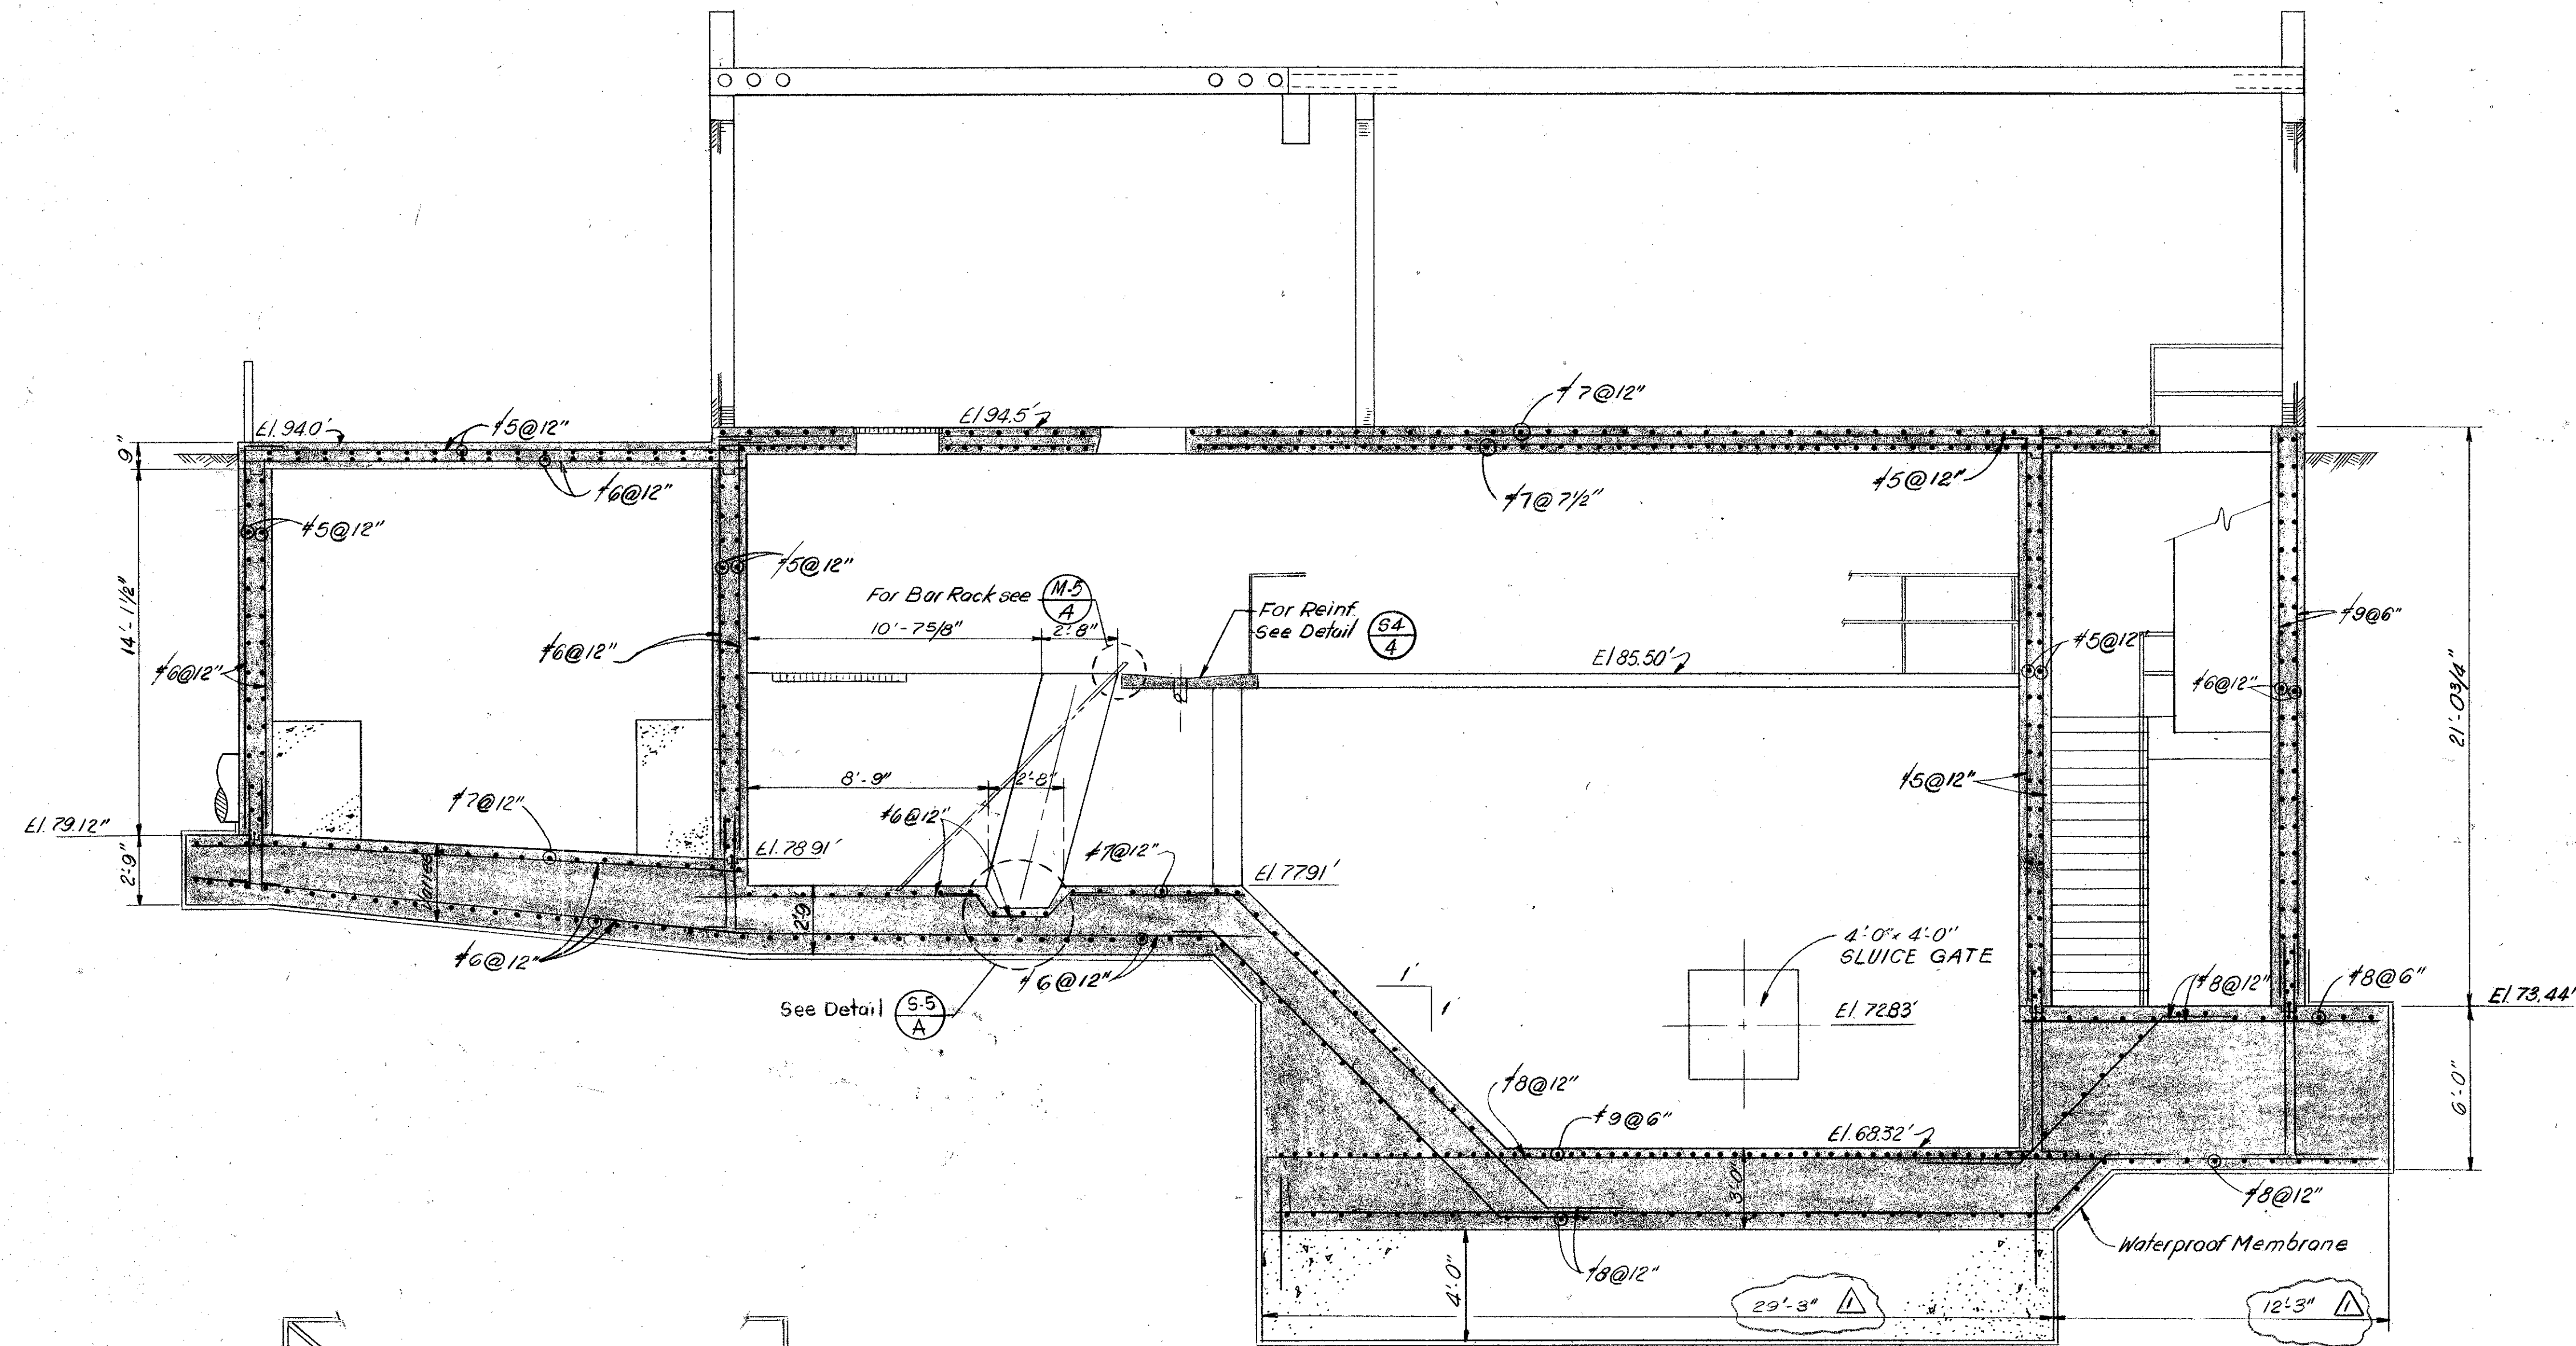 #7@12"
El.94.5'
El.94.0'
#5@12"
9"
#6@12"
#7@7½"
#5@12"
#5@12"
#5@12"
For Bar Rack see
M-5
A
10'-75/8"
2'-8"
For Reinf.
See Detail
S4
4
14'-1½"
#6@12"
#6@12"
El.85.50'
#9@6"
#5@12"
#6@12"
21'-03/4"
8'-9"
2'-8"
#5@12"
#7@12"
#6@12"
El.79.12"
El.78.91'
#7@12"
El.77.91'
2'-9"
Varies
2'-9"
#6@12"
#6@12"
4'-0"x 4'-0"
SLUICE GATE
El.72.83'
1'
1'
See Detail
S-5
A
#8@12"
#8@6"
El.73.44'
#8@12"
#9@6"
El.68.32'
6'-0"
3'-0"
#8@12"
Waterproof Membrane
#8@12"
4'-0"
29'-3"
1
12'-3"
1